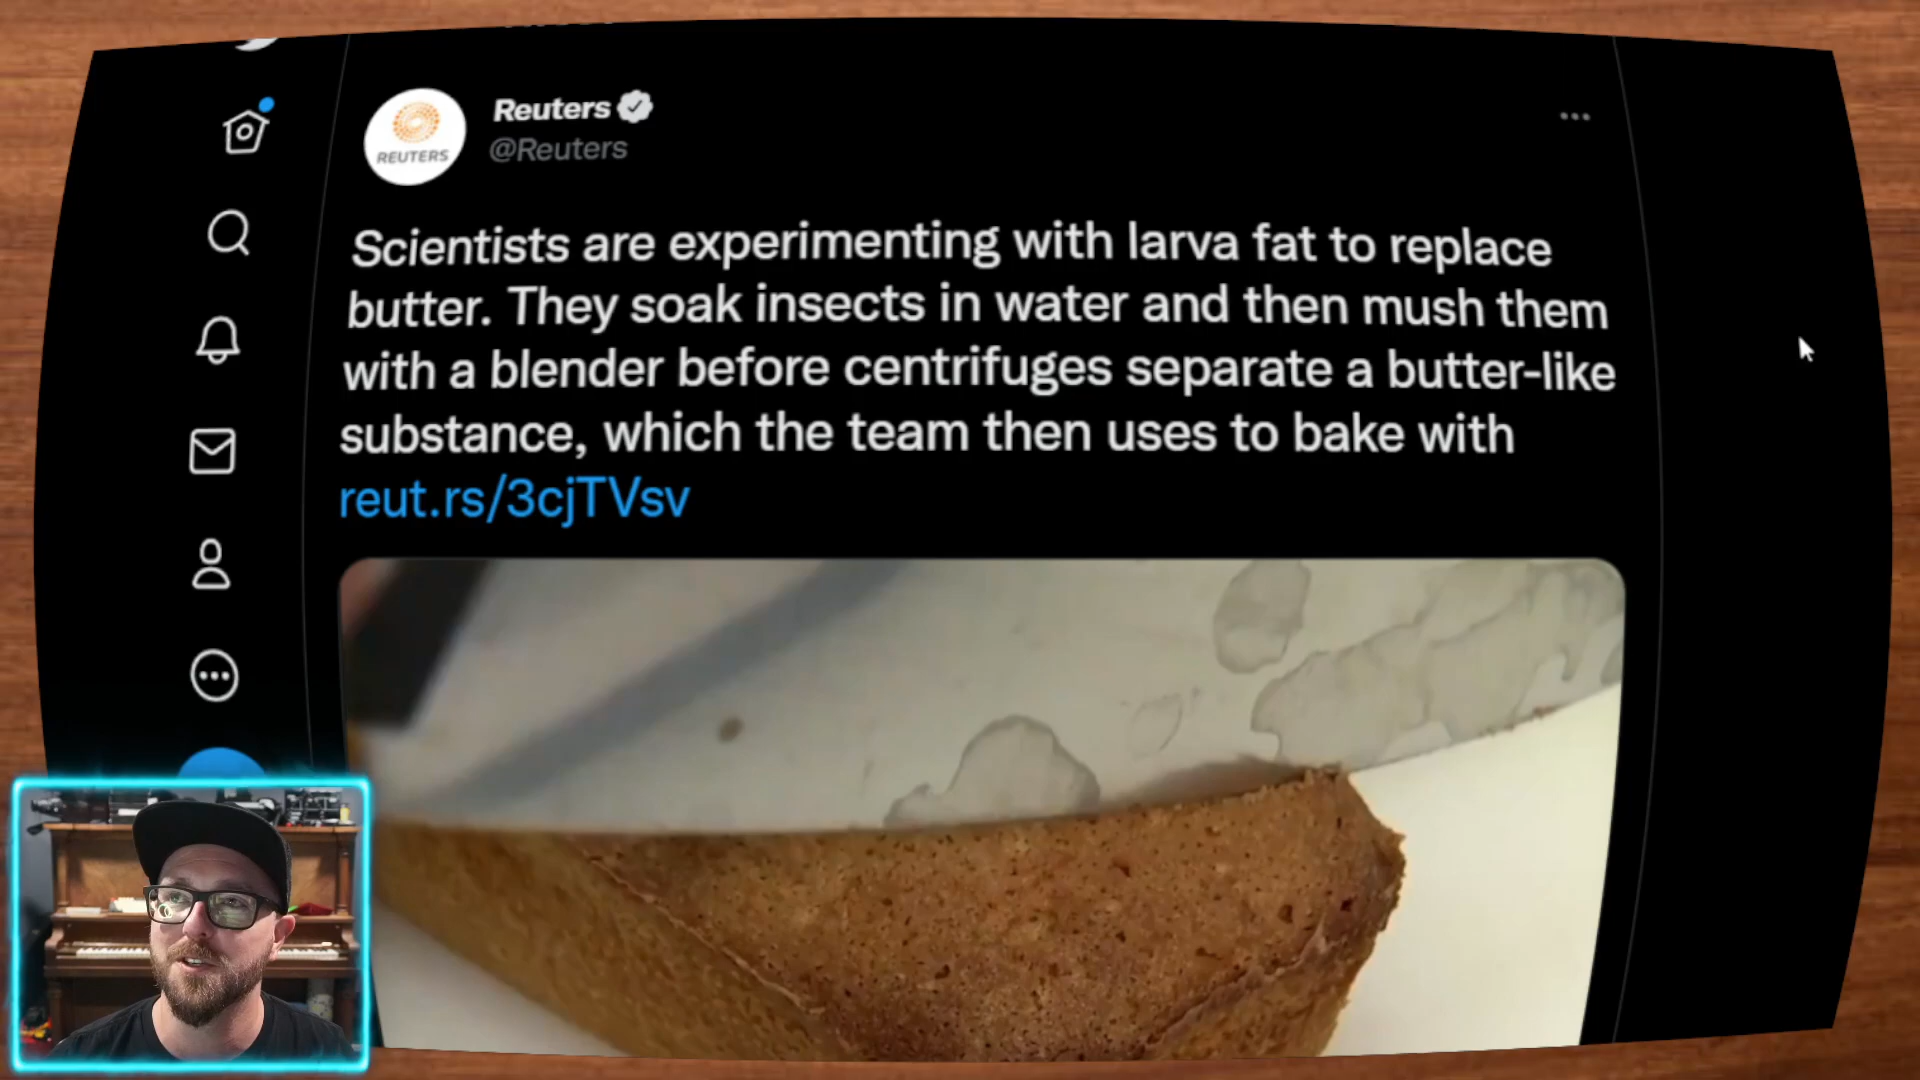 Reuters
@Reuters
REUTERS
Scientists are experimenting with larva fat to replace
butter. They soak insects in water and then mush them
with a blender before centrifuges separate a butter-like
substance, which the team then uses to bake with
reut.rs/3cjTVsv